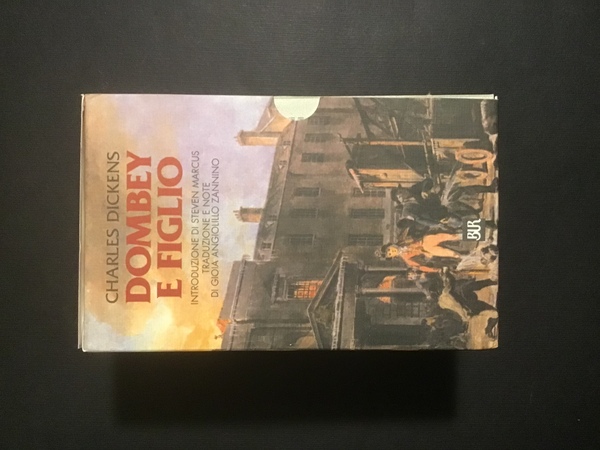 CHARLES DICKENS
DOMBEY
E FIGLIO
INTRODUZIONE DI STEVEN MARCUS
TRADUZIONE E NOTE
DI GIOIA ANGIOLILLO ZANNINO
BUR